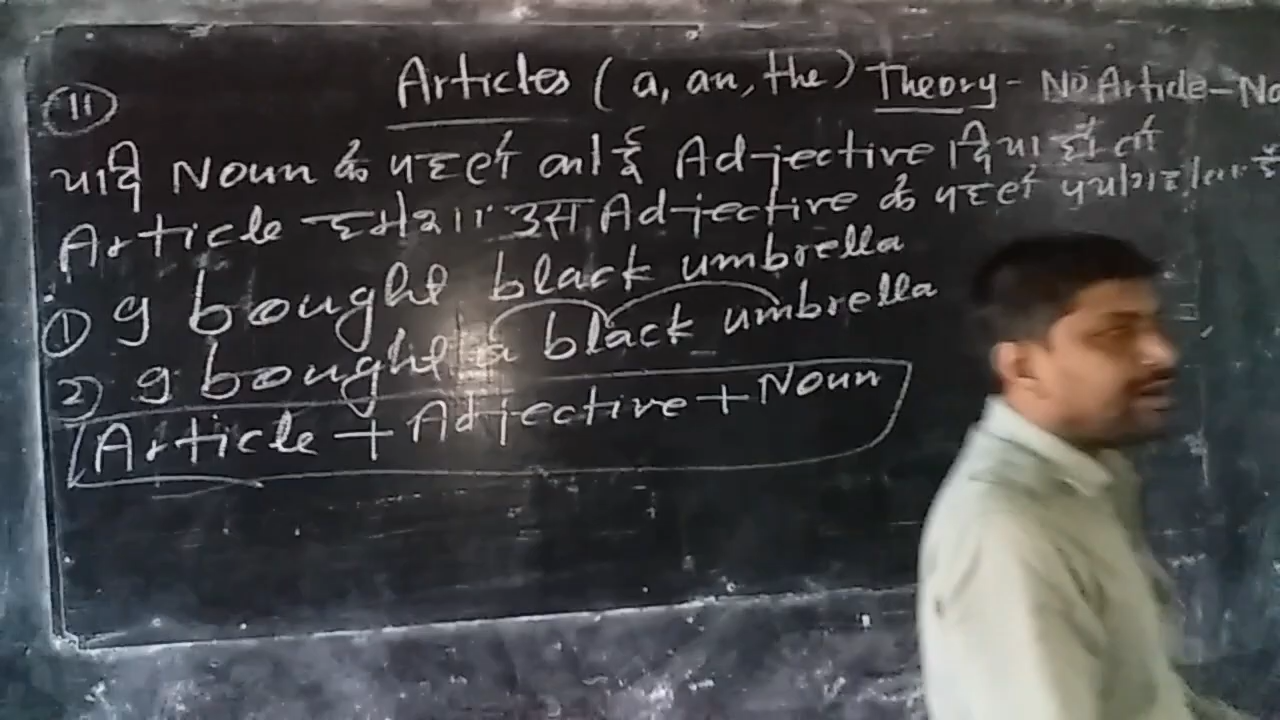 (11) Articles (a, an, the) Theory - No Article - No
यदि Noun के पहले कोई Adjective दिया हो तो
Article हमेशा उस Adjective के पहले प्रयोग होता है
① I bought black umbrella
2) I bought a black umbrella
Article + Adjective + Noun